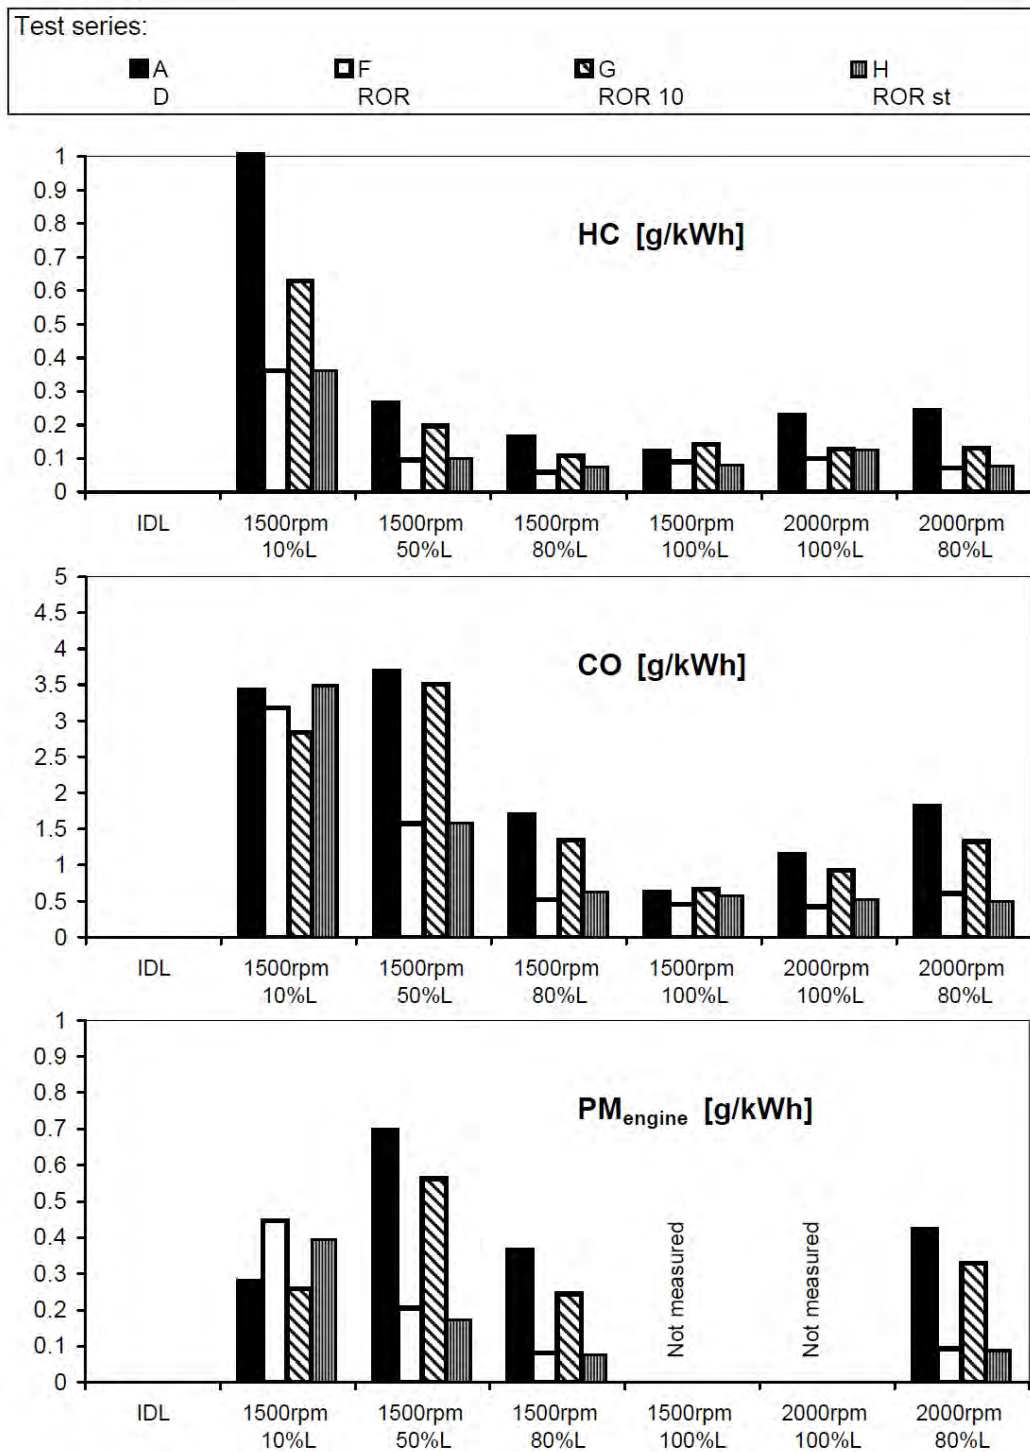 Test series:
A F G H
D ROR ROR 10 ROR st
1
0.9
0.8
0.7
0.6
0.5
0.4
0.3
0.2
0.1
0
HC [g/kWh]
IDL 1500rpm 1500rpm 1500rpm 1500rpm 2000rpm 2000rpm
10%L 50%L 80%L 100%L 100%L 80%L
5
4.5
4
3.5
3
2.5
2
1.5
1
0.5
0
CO [g/kWh]
IDL 1500rpm 1500rpm 1500rpm 1500rpm 2000rpm 2000rpm
10%L 50%L 80%L 100%L 100%L 80%L
1
0.9
0.8
0.7
0.6
0.5
0.4
0.3
0.2
0.1
0
PMengine [g/kWh]
Not measured
Not measured
IDL 1500rpm 1500rpm 1500rpm 1500rpm 2000rpm 2000rpm
10%L 50%L 80%L 100%L 100%L 80%L